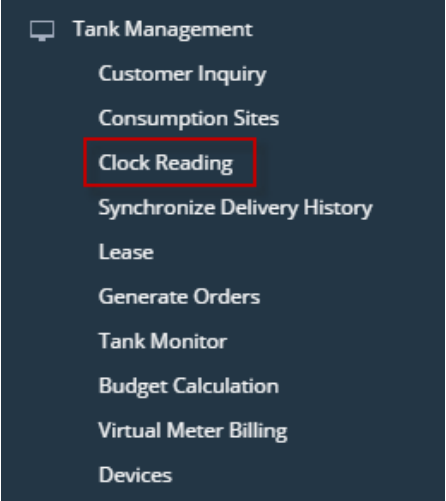 Tank Management
Customer Inquiry
Consumption Sites
Clock Reading
Synchronize Delivery History
Lease
Generate Orders
Tank Monitor
Budget Calculation
Virtual Meter Billing
Devices